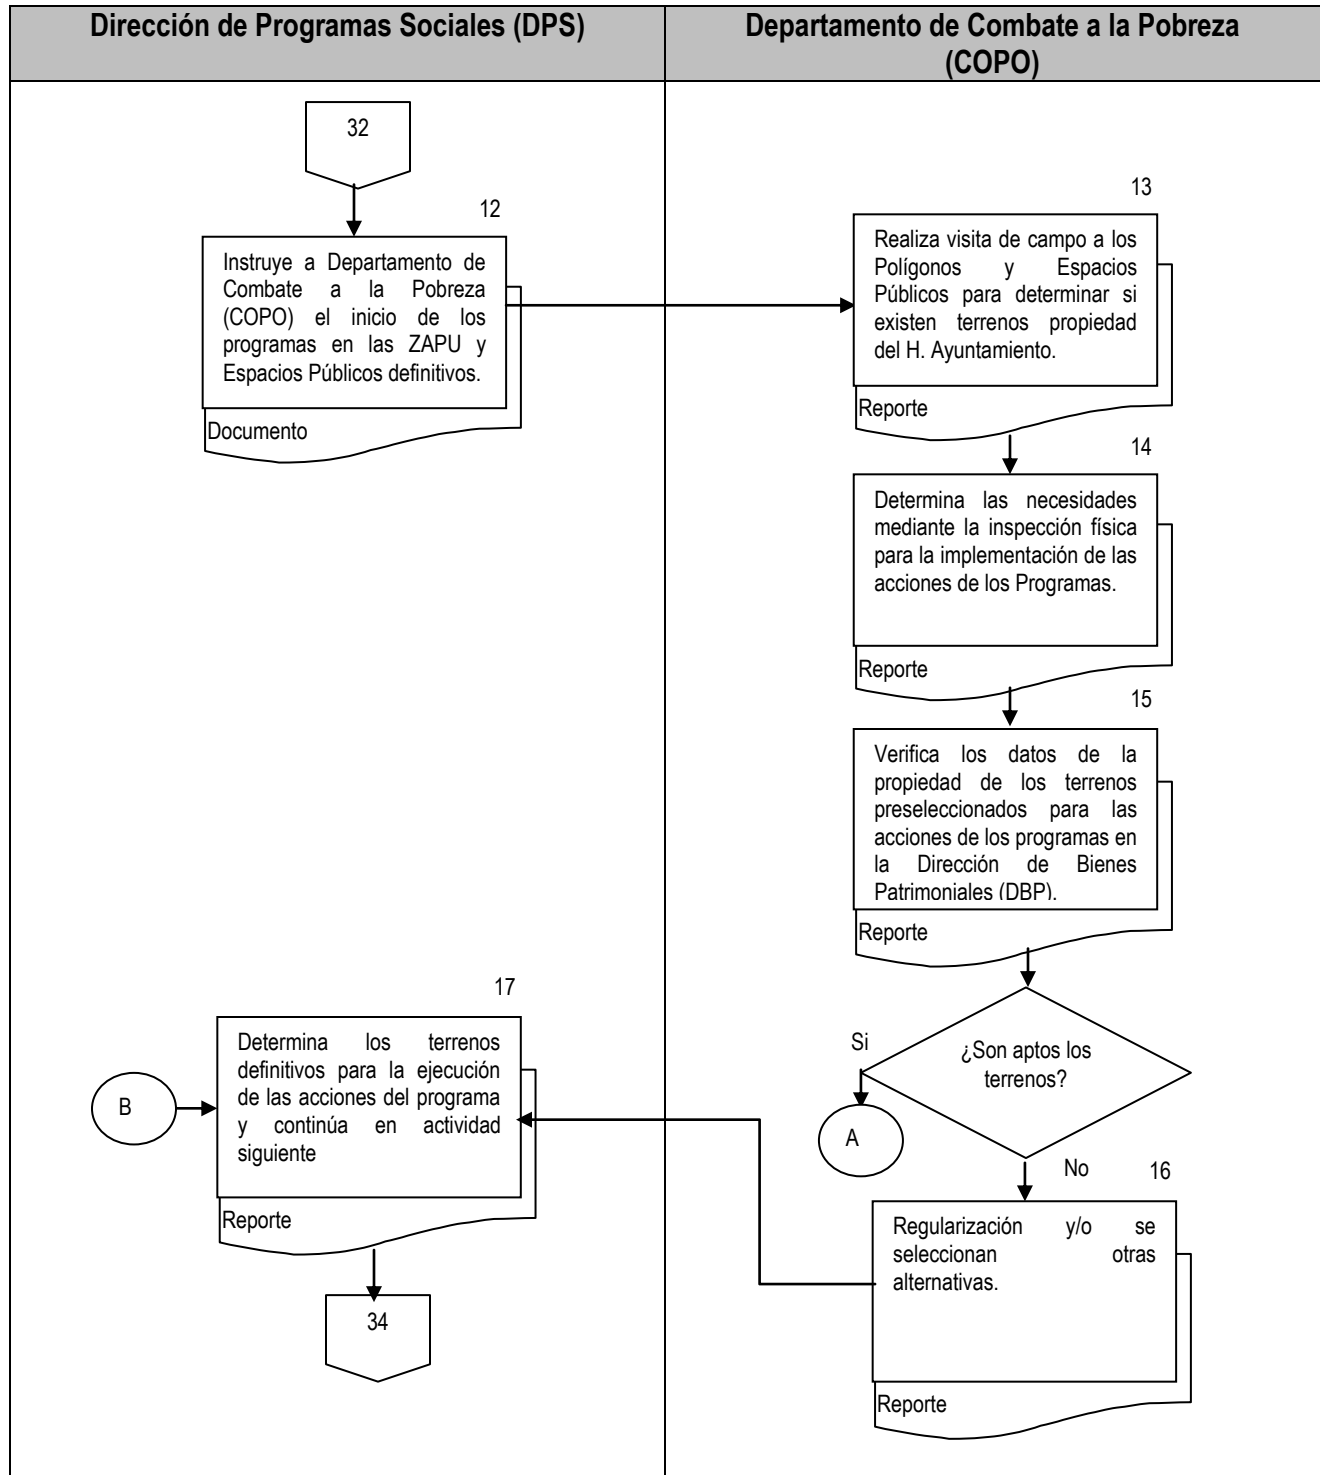 Dirección de Programas Sociales (DPS)
Departamento de Combate a la Pobreza
(COPO)
32
12
Instruye a Departamento de
Combate a la Pobreza
(COPO) el inicio de los
programas en las ZAPU y
Espacios Públicos definitivos.
Documento
13
Realiza visita de campo a los
Polígonos y Espacios
Públicos para determinar si
existen terrenos propiedad
del H. Ayuntamiento.
Reporte
14
Determina las necesidades
mediante la inspección física
para la implementación de las
acciones de los Programas.
Reporte
15
Verifica los datos de la
propiedad de los terrenos
preseleccionados para las
acciones de los programas en
la Dirección de Bienes
Patrimoniales (DBP).
Reporte
¿Son aptos los
terrenos?
Si
A
No
16
Regularización y/o se
seleccionan otras
alternativas.
Reporte
17
B
Determina los terrenos
definitivos para la ejecución
de las acciones del programa
y continúa en actividad
siguiente
Reporte
34